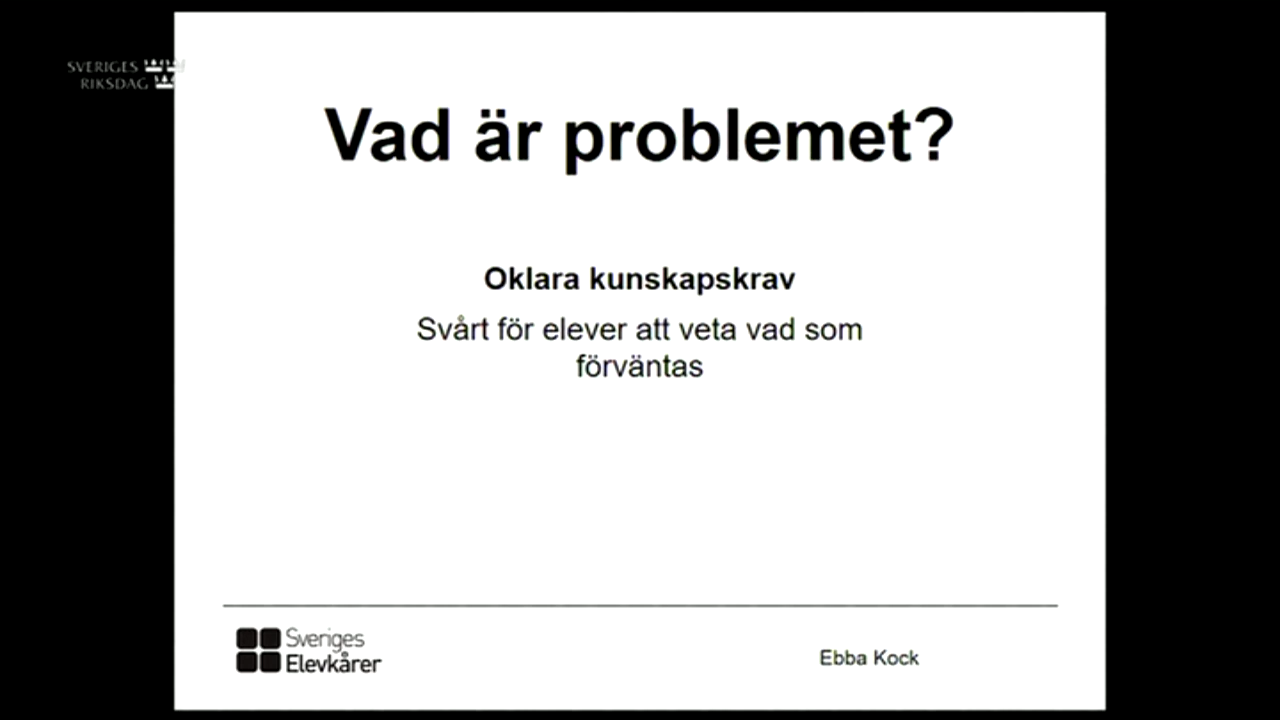 SVERIGES
RIKSDAG
Vad är problemet?
Oklara kunskapskrav
Svårt för elever att veta vad som
förväntas
Sveriges
Elevkårer
Ebba Kock